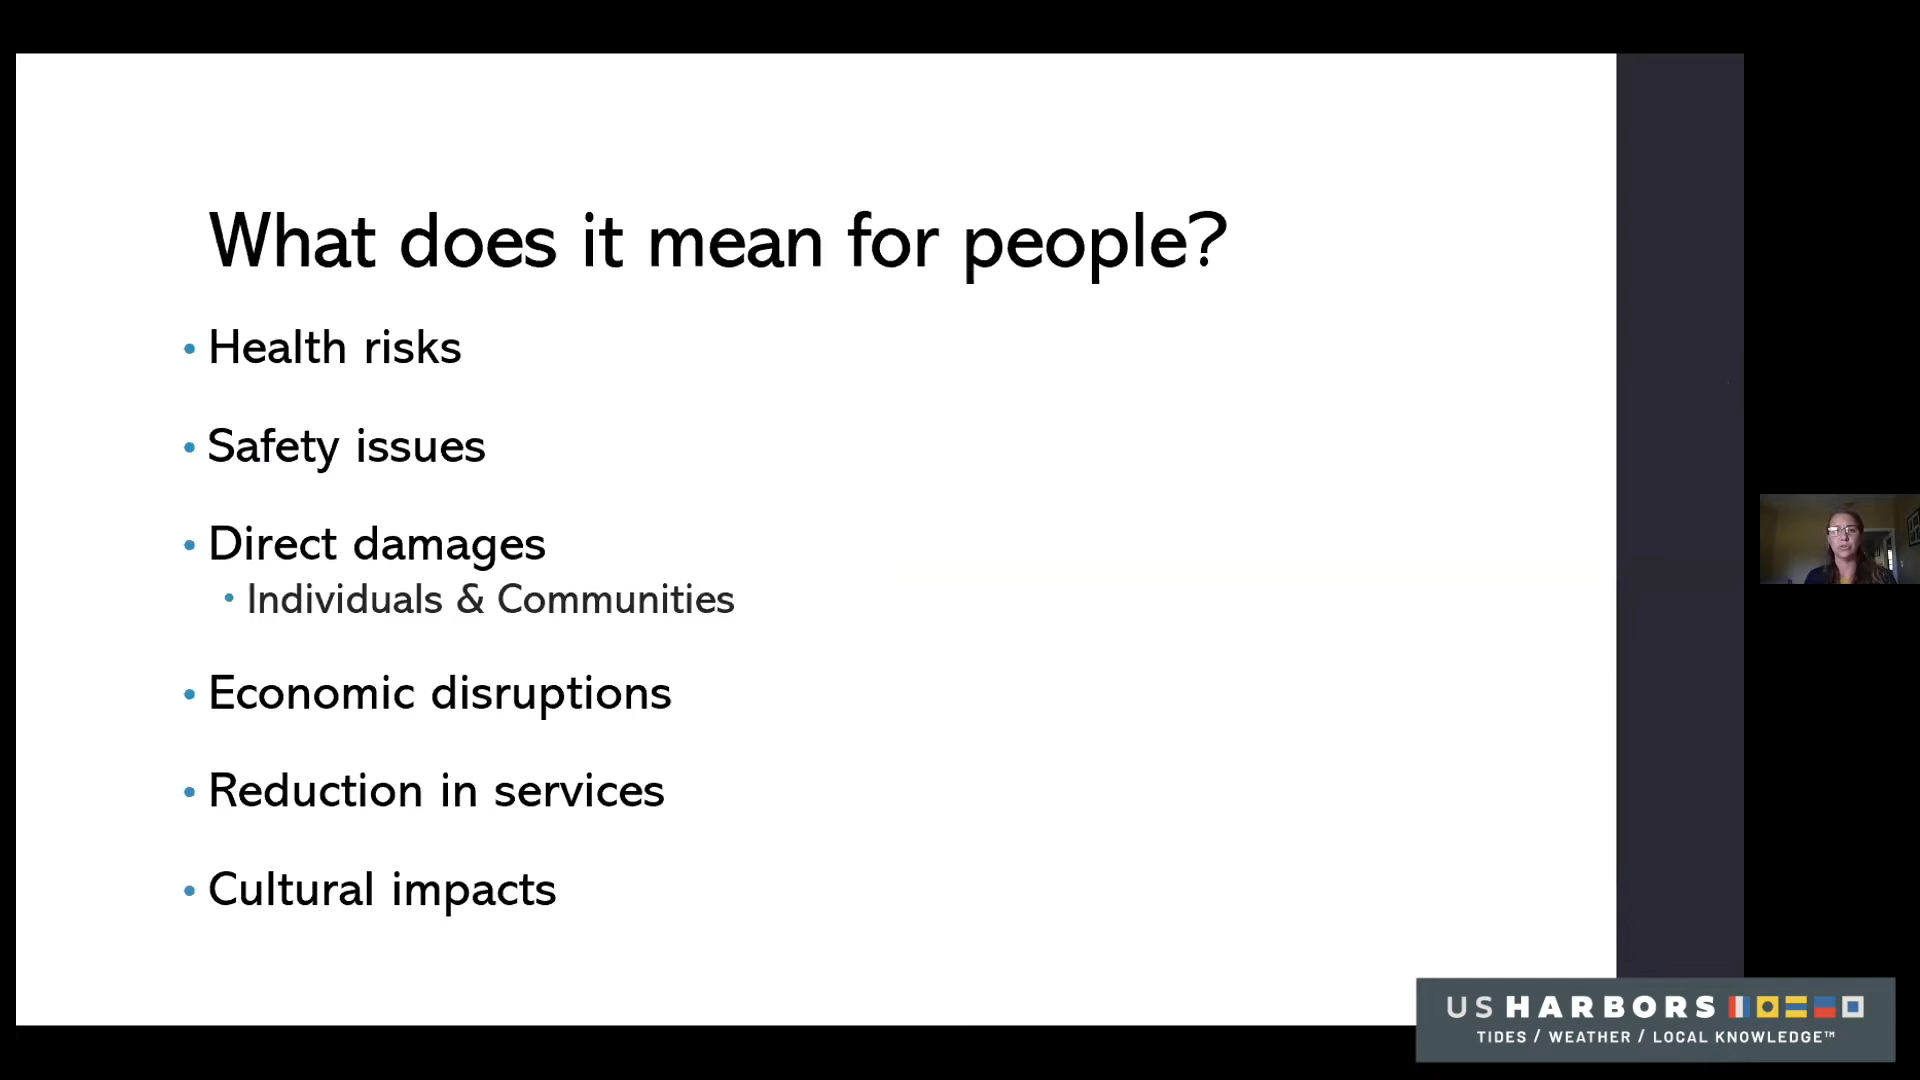 What does it mean for people?
• Health risks
• Safety issues
• Direct damages
• Individuals & Communities
• Economic disruptions
• Reduction in services
• Cultural impacts
US HARBORS
TIDES / WEATHER / LOCAL KNOWLEDGE™